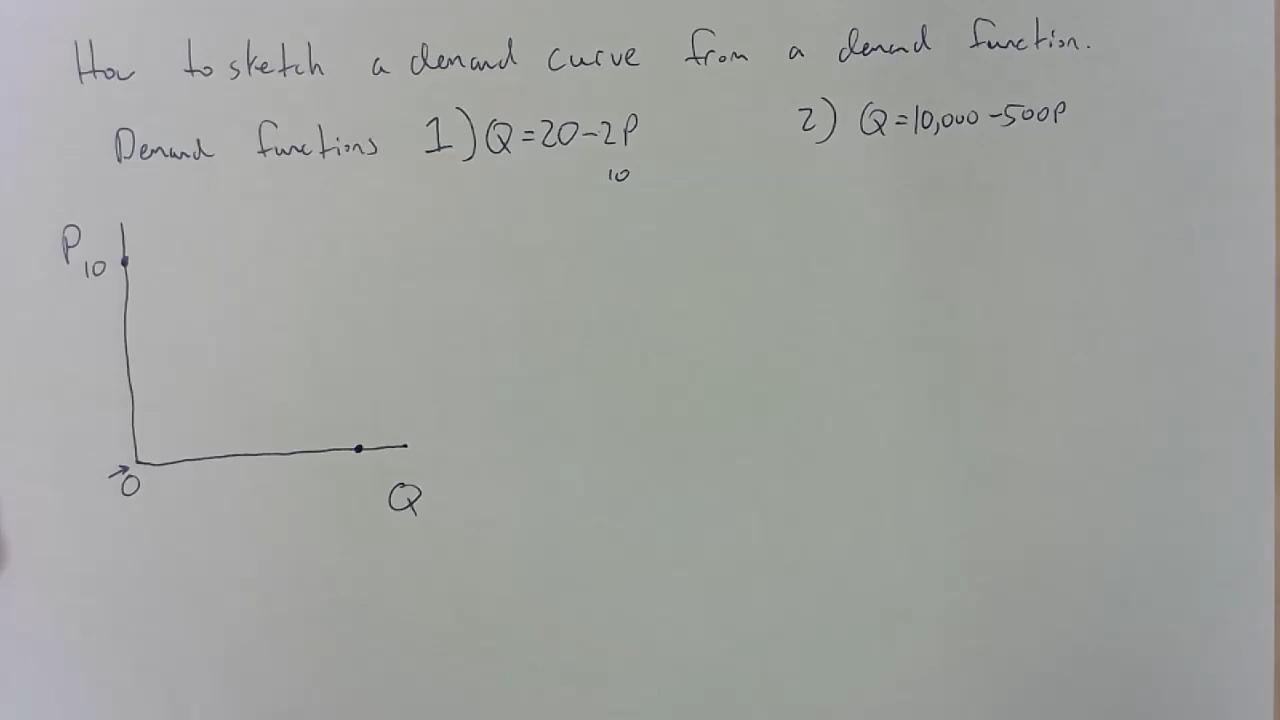 How to sketch a demand curve from a demand function.
Demand functions 1) Q=20-2P 2) Q=10,000-500P
10
P
10
0
Q